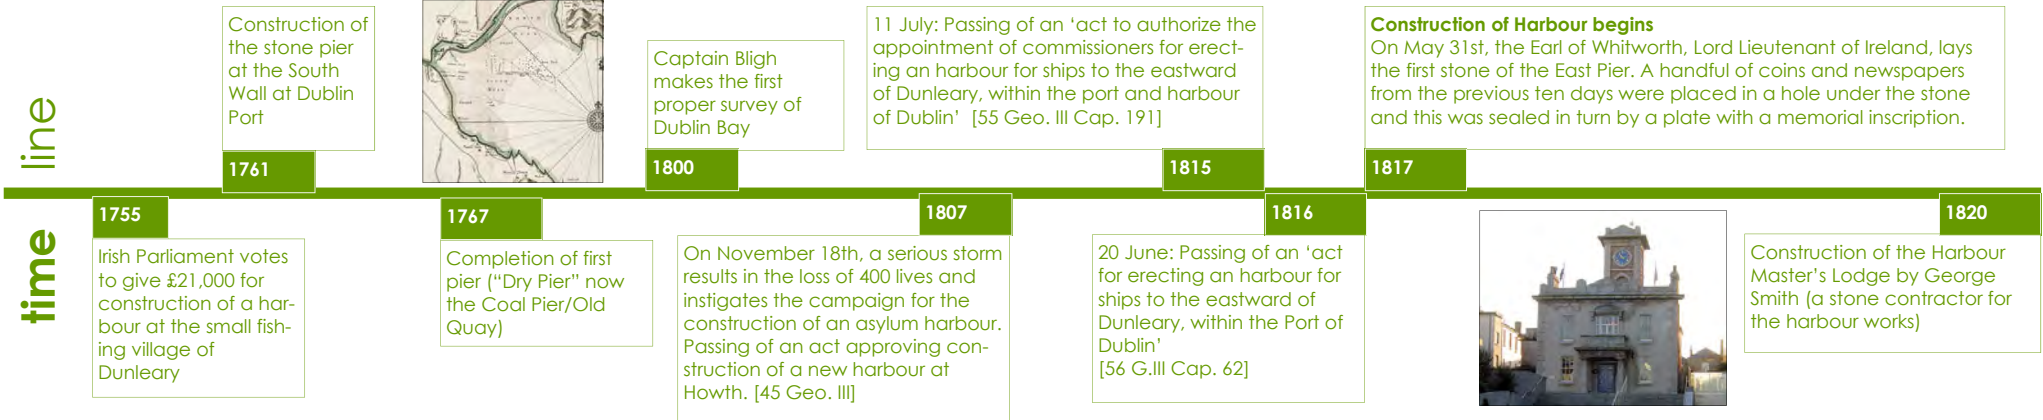 time line
1755
Irish Parliament votes
to give £21,000 for
construction of a har-
bour at the small fish-
ing village of
Dunleary
Construction of
the stone pier
at the South
Wall at Dublin
Port
1761
1767
Completion of first
pier (“Dry Pier” now
the Coal Pier/Old
Quay)
Captain Bligh
makes the first
proper survey of
Dublin Bay
1800
1807
On November 18th, a serious storm
results in the loss of 400 lives and
instigates the campaign for the
construction of an asylum harbour.
Passing of an act approving con-
struction of a new harbour at
Howth. [45 Geo. III]
11 July: Passing of an ‘act to authorize the
appointment of commissioners for erect-
ing an harbour for ships to the eastward
of Dunleary, within the port and harbour
of Dublin’ [55 Geo. III Cap. 191]
1815
1816
20 June: Passing of an ‘act
for erecting an harbour for
ships to the eastward of
Dunleary, within the Port of
Dublin’
[56 G.III Cap. 62]
Construction of Harbour begins
On May 31st, the Earl of Whitworth, Lord Lieutenant of Ireland, lays
the first stone of the East Pier. A handful of coins and newspapers
from the previous ten days were placed in a hole under the stone
and this was sealed in turn by a plate with a memorial inscription.
1817
1820
Construction of the Harbour
Master’s Lodge by George
Smith (a stone contractor for
the harbour works)